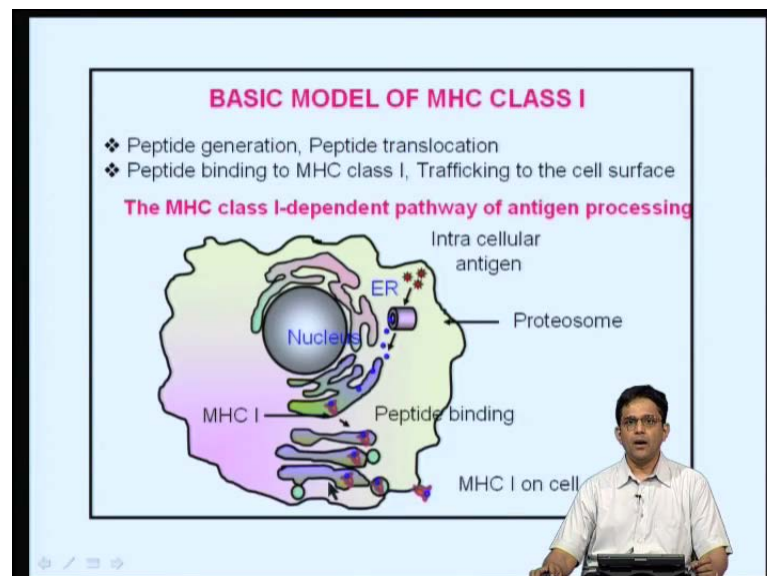 BASIC MODEL OF MHC CLASS I
❖ Peptide generation, Peptide translocation
❖ Peptide binding to MHC class I, Trafficking to the cell surface
The MHC class I-dependent pathway of antigen processing
Intra cellular
antigen
ER
Proteosome
Nucleus
MHC I
Peptide binding
MHC I on cell